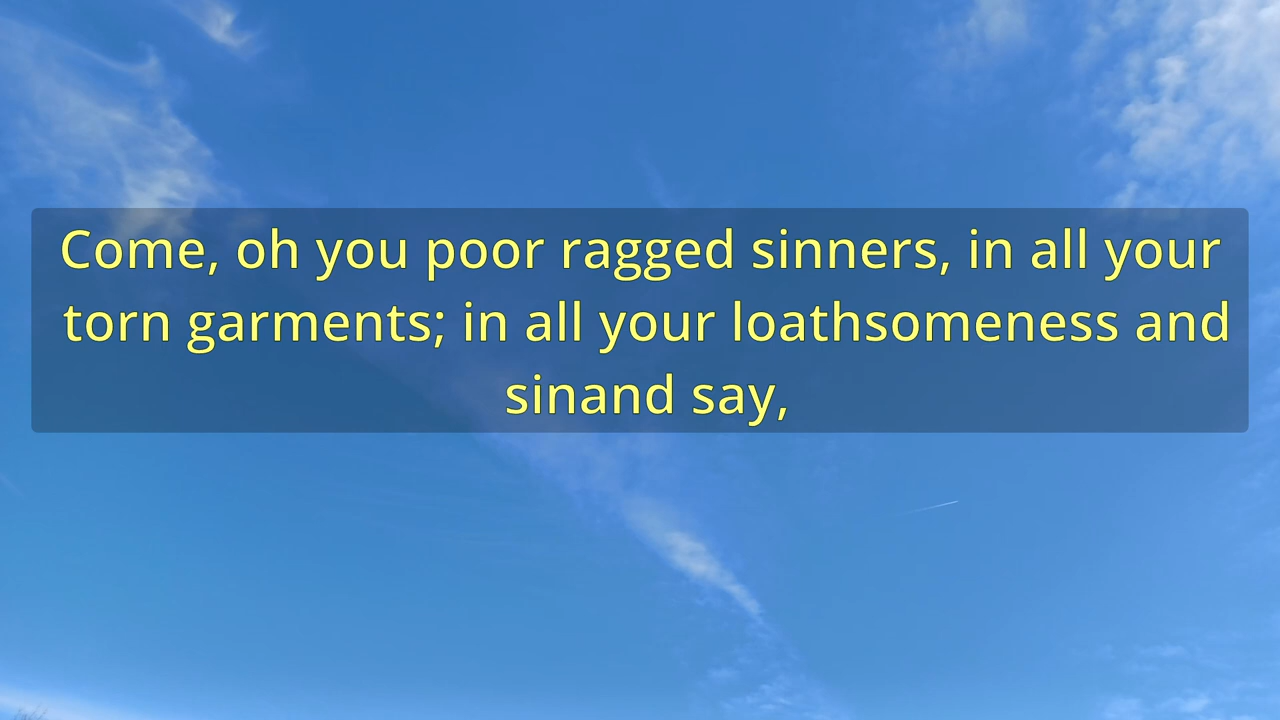 Come, oh you poor ragged sinners, in all your
torn garments; in all your loathsomeness and
sinand say,